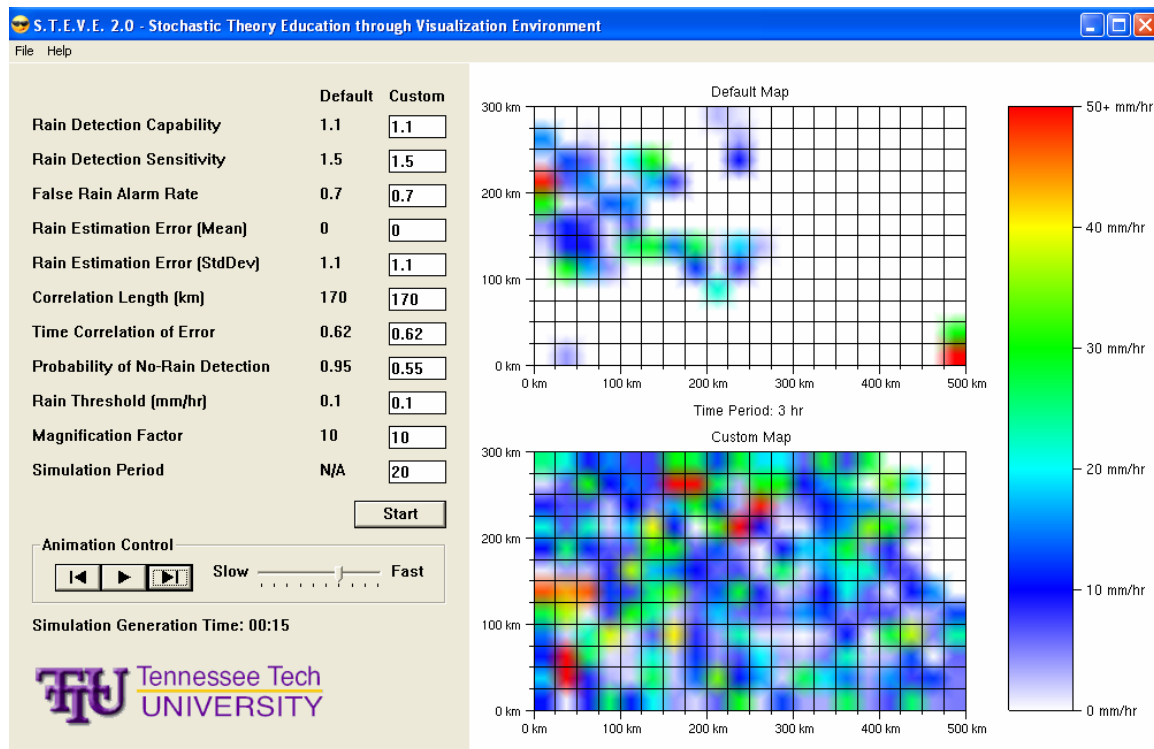 S.T.E.V.E. 2.0 - Stochastic Theory Education through Visualization Environment
File Help
Default Custom
Rain Detection Capability 1.1 1.1
Rain Detection Sensitivity 1.5 1.5
False Rain Alarm Rate 0.7 0.7
Rain Estimation Error (Mean) 0 0
Rain Estimation Error (StdDev) 1.1 1.1
Correlation Length (km) 170 170
Time Correlation of Error 0.62 0.62
Probability of No-Rain Detection 0.95 0.55
Rain Threshold (mm/hr) 0.1 0.1
Magnification Factor 10 10
Simulation Period N/A 20
Start
Animation Control
Slow Fast
Simulation Generation Time: 00:15
TTU Tennessee Tech
UNIVERSITY
Default Map
300 km
200 km
100 km
0 km
0 km 100 km 200 km 300 km 400 km 500 km
Time Period: 3 hr
Custom Map
300 km
200 km
100 km
0 km
0 km 100 km 200 km 300 km 400 km 500 km
50+ mm/hr
40 mm/hr
30 mm/hr
20 mm/hr
10 mm/hr
0 mm/hr